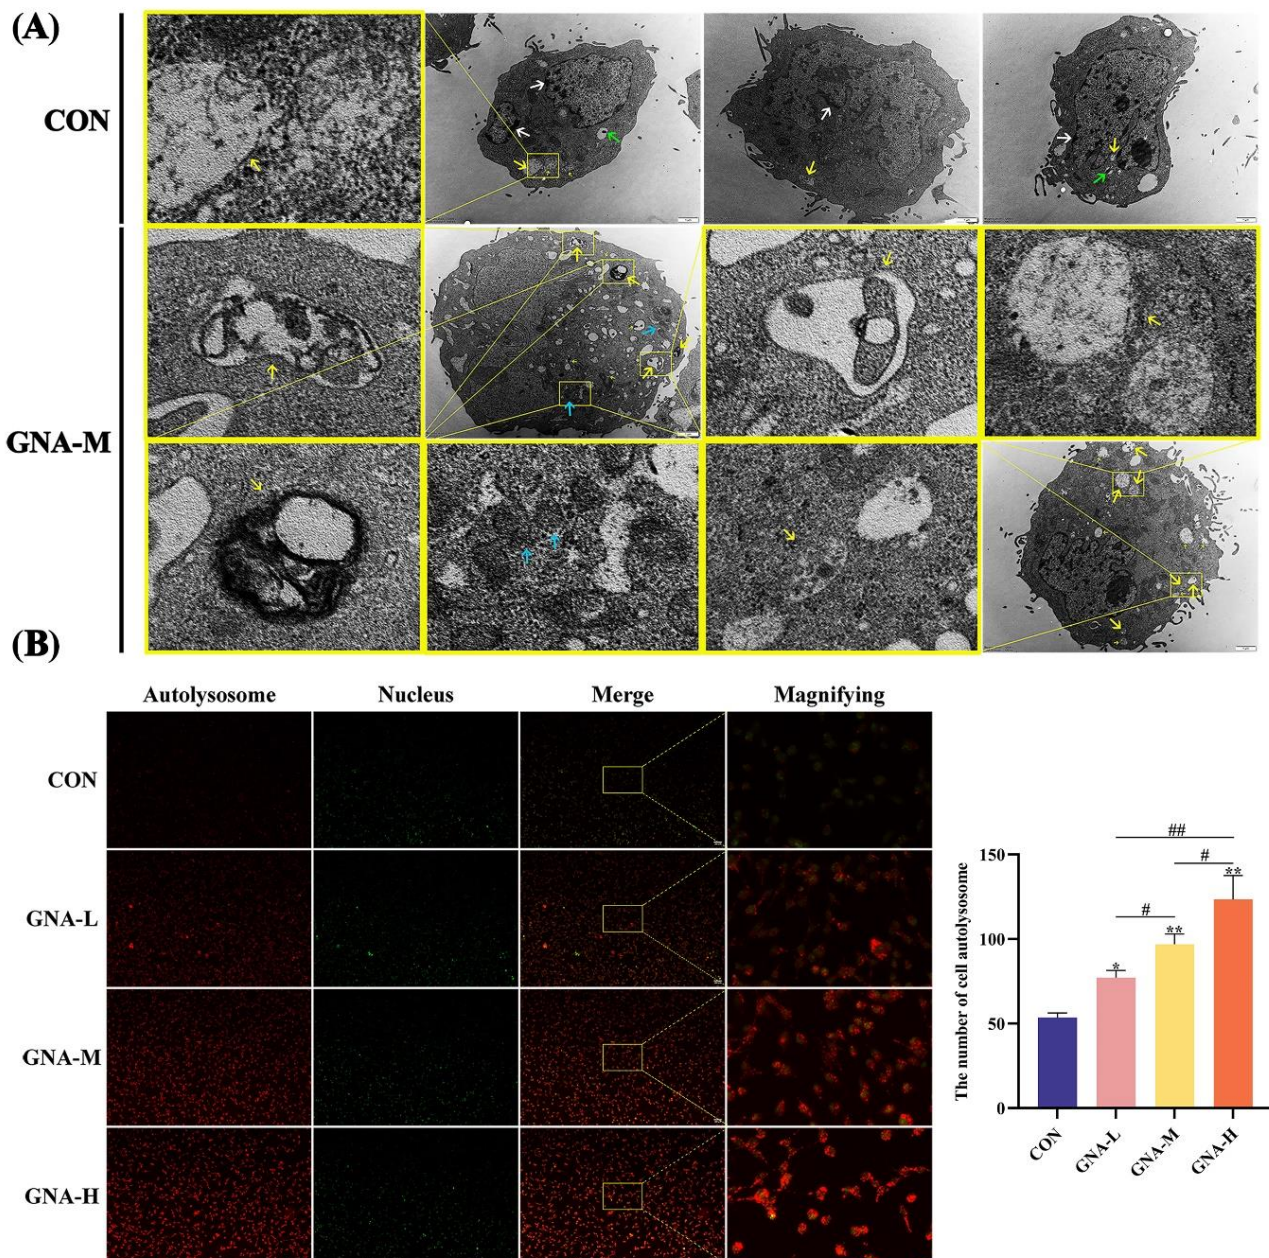 (A)
CON
GNA-M
(B)
Autolysosome Nucleus Merge Magnifying
CON
GNA-L
GNA-M
GNA-H
The number of cell autolysosome
150
100
50
0
##
#
#
*
**
**
CON
GNA-L
GNA-M
GNA-H